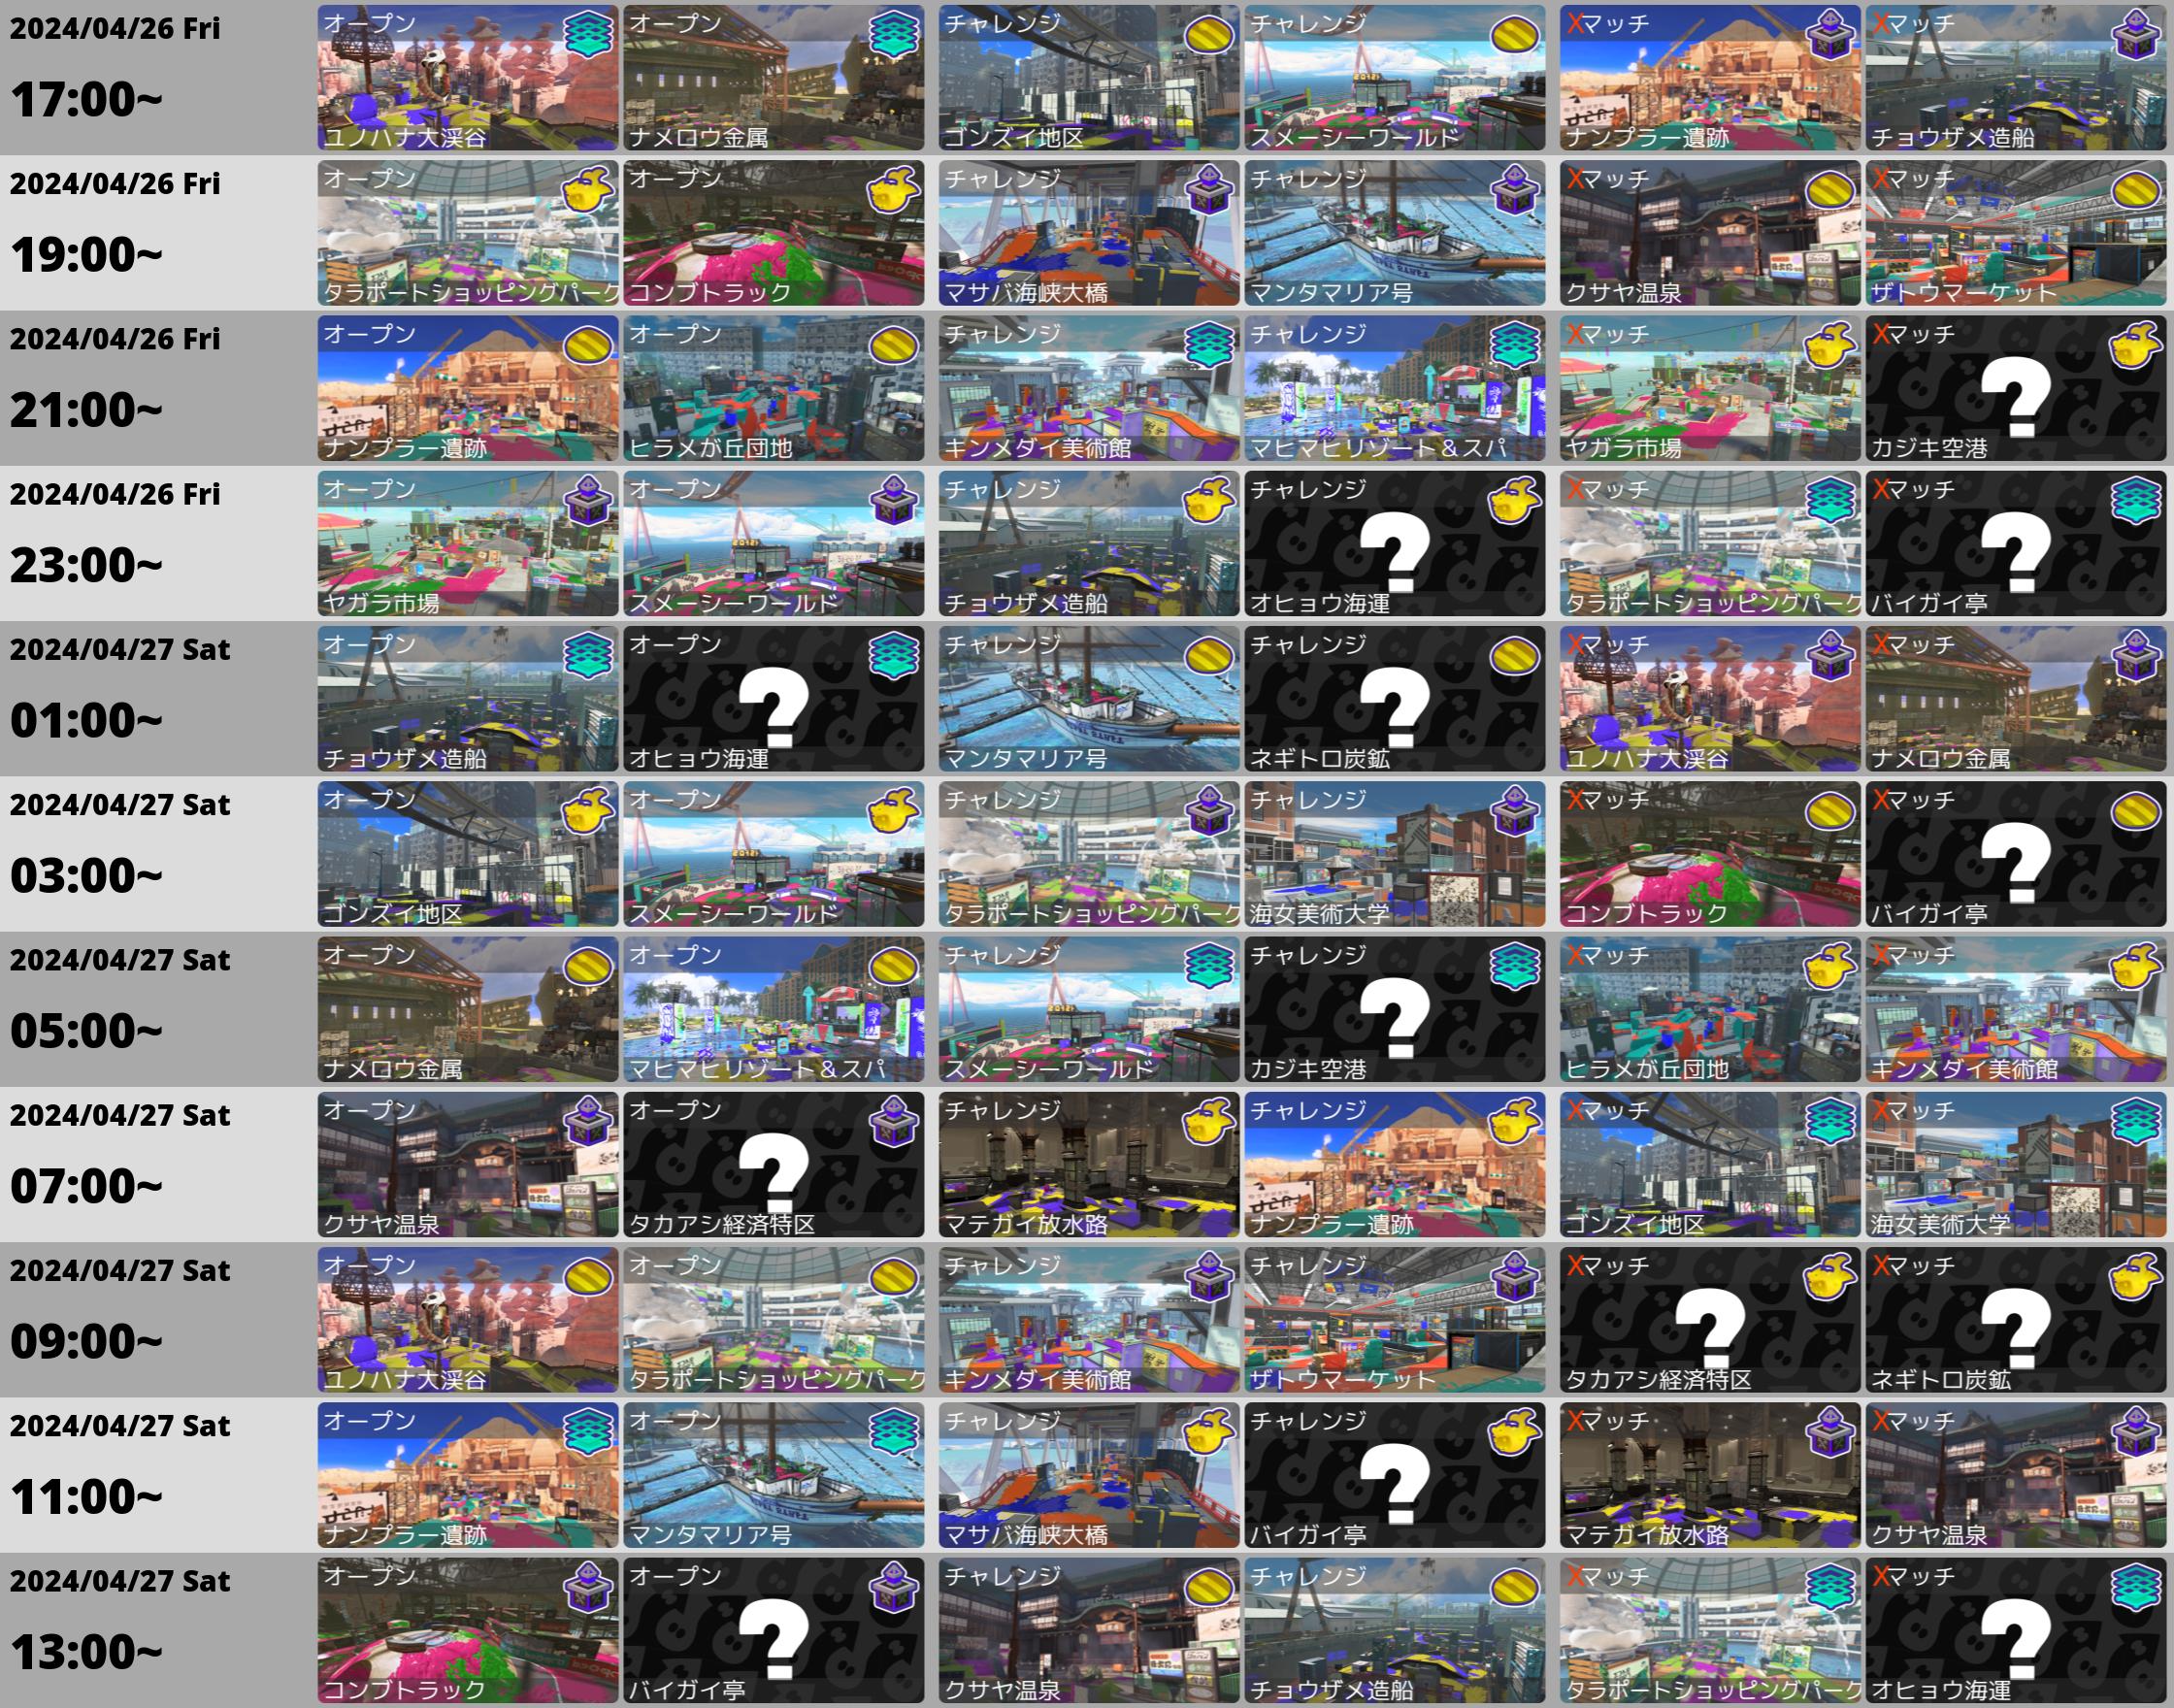 2024/04/26 Fri
17:00~
オープン オープン チャレンジ チャレンジ Xマッチ Xマッチ
ユノハナ大渓谷 ナメロウ金属 ゴンズイ地区 スメーシーワールド ナンプラー遺跡 チョウザメ造船
2024/04/26 Fri
19:00~
オープン オープン チャレンジ チャレンジ Xマッチ Xマッチ
タラポートショッピングパーク コンブトラック マサバ海峡大橋 マンタマリア号 クサヤ温泉 ザトウマーケット
2024/04/26 Fri
21:00~
オープン オープン チャレンジ チャレンジ Xマッチ Xマッチ
ナンプラー遺跡 ヒラメが丘団地 キンメダイ美術館 マヒマヒリゾート&スパ ヤガラ市場 カジキ空港
2024/04/26 Fri
23:00~
オープン オープン チャレンジ チャレンジ Xマッチ Xマッチ
ヤガラ市場 スメーシーワールド チョウザメ造船 オヒョウ海運 タラポートショッピングパーク バイガイ亭
2024/04/27 Sat
01:00~
オープン オープン チャレンジ チャレンジ Xマッチ Xマッチ
チョウザメ造船 オヒョウ海運 マンタマリア号 ネギトロ炭鉱 ユノハナ大渓谷 ナメロウ金属
2024/04/27 Sat
03:00~
オープン オープン チャレンジ チャレンジ Xマッチ Xマッチ
ゴンズイ地区 スメーシーワールド タラポートショッピングパーク 海女美術大学 コンブトラック バイガイ亭
2024/04/27 Sat
05:00~
オープン オープン チャレンジ チャレンジ Xマッチ Xマッチ
ナメロウ金属 マヒマヒリゾート&スパ スメーシーワールド カジキ空港 ヒラメが丘団地 キンメダイ美術館
2024/04/27 Sat
07:00~
オープン オープン チャレンジ チャレンジ Xマッチ Xマッチ
クサヤ温泉 タカアシ経済特区 マテガイ放水路 ナンプラー遺跡 ゴンズイ地区 海女美術大学
2024/04/27 Sat
09:00~
オープン オープン チャレンジ チャレンジ Xマッチ Xマッチ
ユノハナ大渓谷 タラポートショッピングパーク キンメダイ美術館 ザトウマーケット タカアシ経済特区 ネギトロ炭鉱
2024/04/27 Sat
11:00~
オープン オープン チャレンジ チャレンジ Xマッチ Xマッチ
ナンプラー遺跡 マンタマリア号 マサバ海峡大橋 バイガイ亭 マテガイ放水路 クサヤ温泉
2024/04/27 Sat
13:00~
オープン オープン チャレンジ チャレンジ Xマッチ Xマッチ
コンブトラック バイガイ亭 クサヤ温泉 チョウザメ造船 タラポートショッピングパーク オヒョウ海運